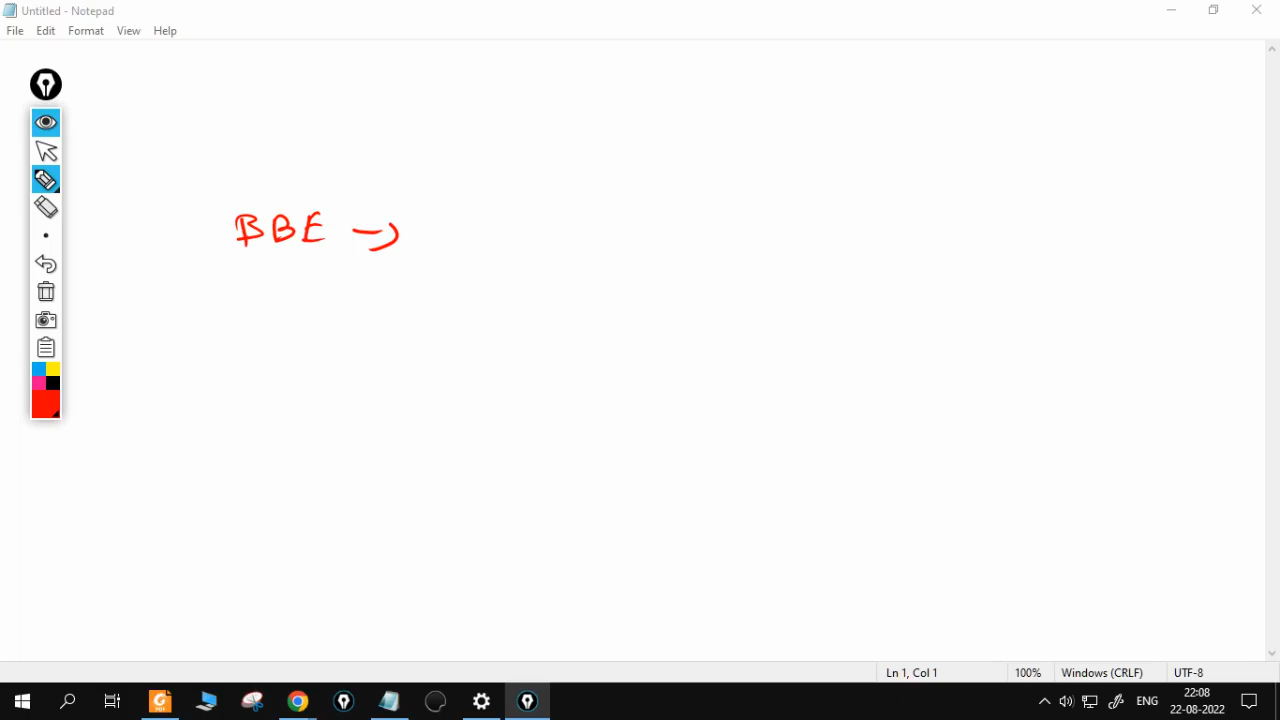 Untitled - Notepad
File Edit Format View Help
BBE →
Ln 1, Col 1 100% Windows (CRLF) UTF-8
PDF
ENG 22:08
22-08-2022